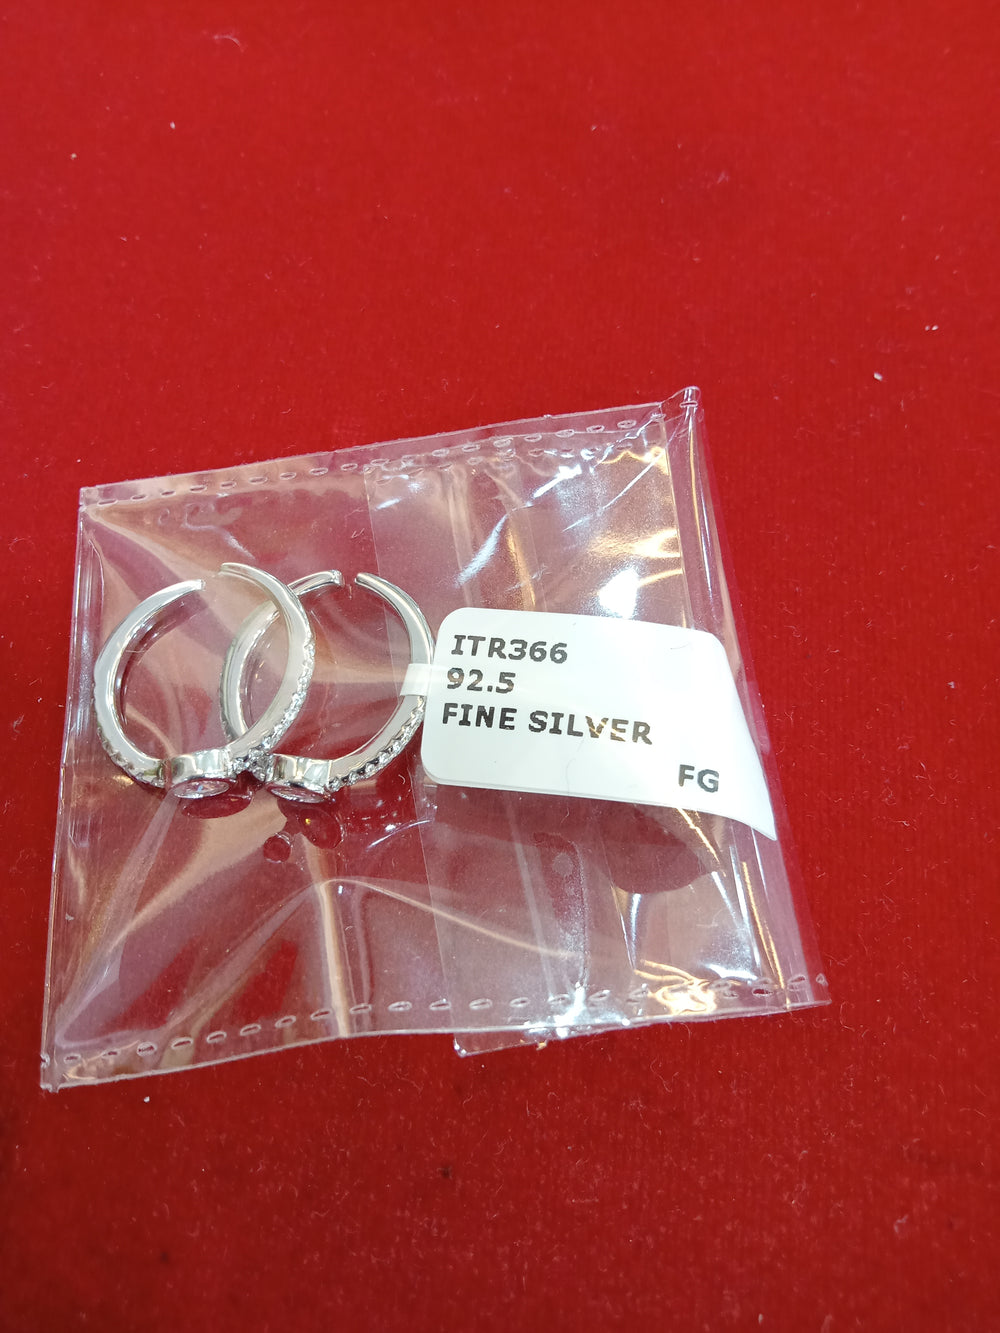 ITR366
92.5
FINE SILVER
FG